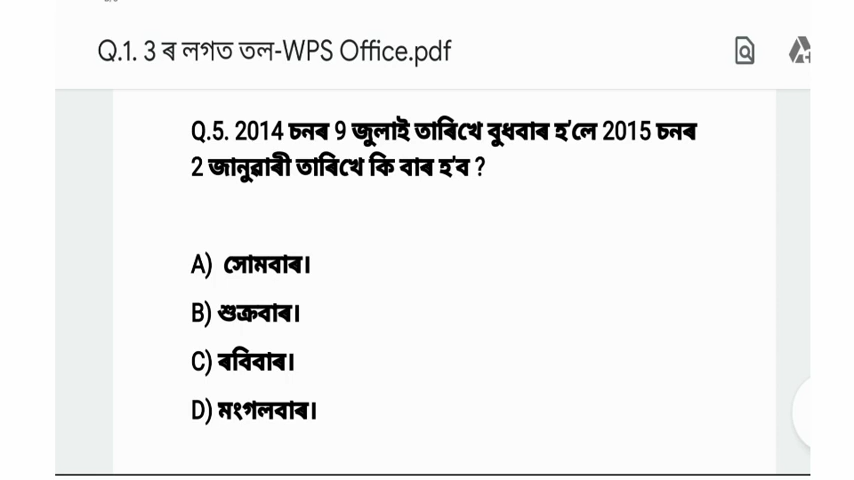 Q.1. 3 ৰ লগত তল-WPS Office.pdf
Q.5. 2014 চনৰ 9 জুলাই তাৰিখে বুধবাৰ হ'লে 2015 চনৰ
2 জানুৱাৰী তাৰিখে কি বাৰ হ'ব ?
A) সোমবাৰ।
B) শুক্ৰবাৰ।
C) ৰবিবাৰ।
D) মংগলবাৰ।